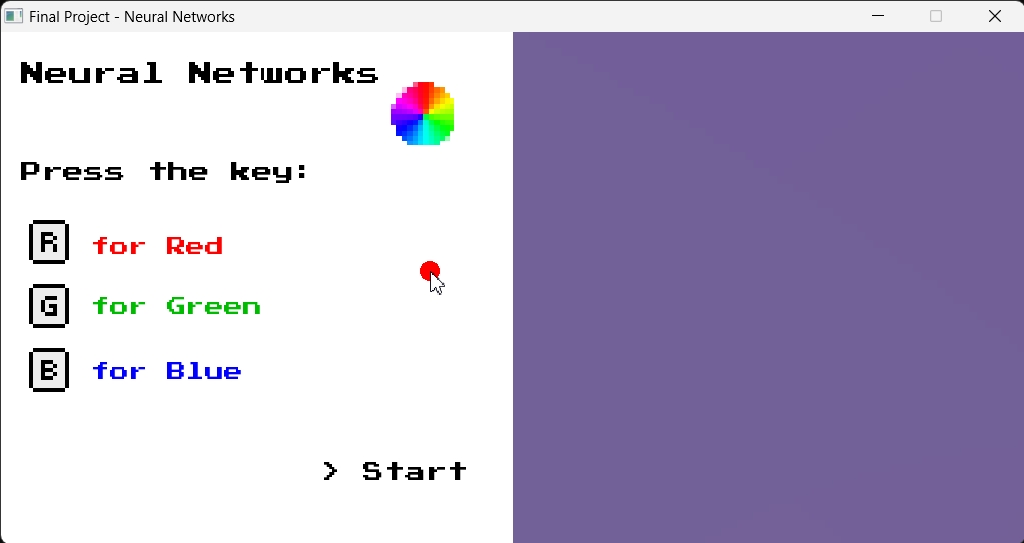 Final Project - Neural Networks
Neural Networks
Press the key:
R for Red
G for Green
B for Blue
> Start